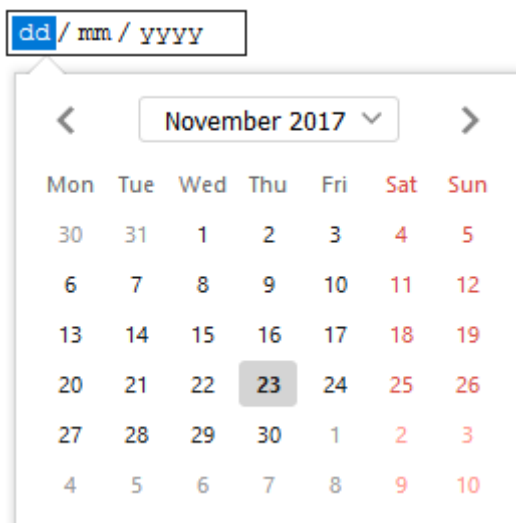 dd / mm / yyyy
November 2017
Mon Tue Wed Thu Fri Sat Sun
30 31 1 2 3 4 5
6 7 8 9 10 11 12
13 14 15 16 17 18 19
20 21 22 23 24 25 26
27 28 29 30 1 2 3
4 5 6 7 8 9 10